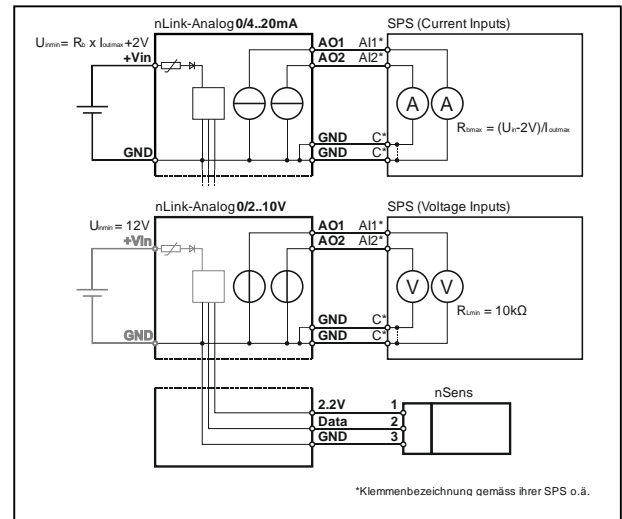 nLink-Analog 0/4..20mA
SPS (Current Inputs)
Uinmin= Rb x Ioutmax+2V
+Vin
AO1 AI1*
AO2 AI2*
A A
Rbmax = (Uin-2V)/Ioutmax
GND C*
GND GND C*
nLink-Analog 0/2..10V
SPS (Voltage Inputs)
Uinmin = 12V
+Vin
AO1 AI1*
AO2 AI2*
V V
RLmin = 10kΩ
GND C*
GND GND C*
nSens
2.2V 1
Data 2
GND 3
*Klemmenbezeichnung gemäss ihrer SPS o.ä.